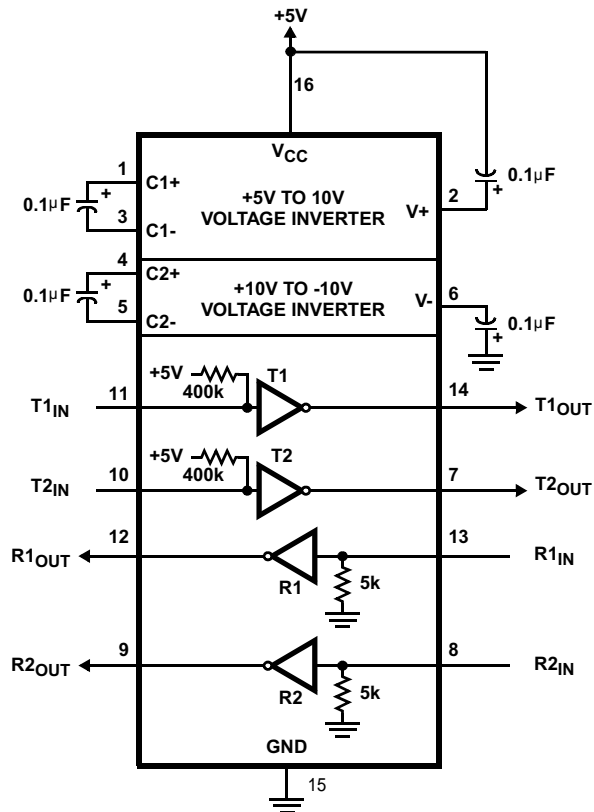 +5V
16
VCC
1
C1+
0.1μF
+
3
C1-
+5V TO 10V
VOLTAGE INVERTER
V+
2
0.1μF
+
4
C2+
0.1μF
+
5
C2-
+10V TO -10V
VOLTAGE INVERTER
V-
6
0.1μF
+
T1IN
11
+5V
400k
T1
14
T1OUT
T2IN
10
+5V
400k
T2
7
T2OUT
R1OUT
12
R1
5k
13
R1IN
R2OUT
9
R2
5k
8
R2IN
GND
15